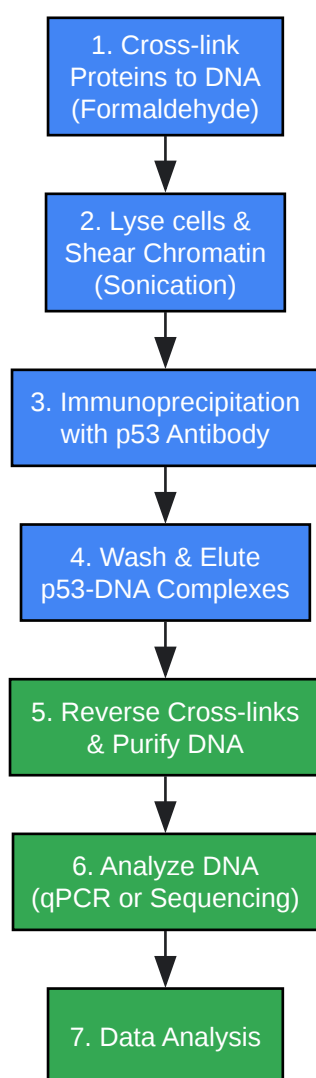 1. Cross-link
Proteins to DNA
(Formaldehyde)
2. Lyse cells &
Shear Chromatin
(Sonication)
3. Immunoprecipitation
with p53 Antibody
4. Wash & Elute
p53-DNA Complexes
5. Reverse Cross-links
& Purify DNA
6. Analyze DNA
(qPCR or Sequencing)
7. Data Analysis